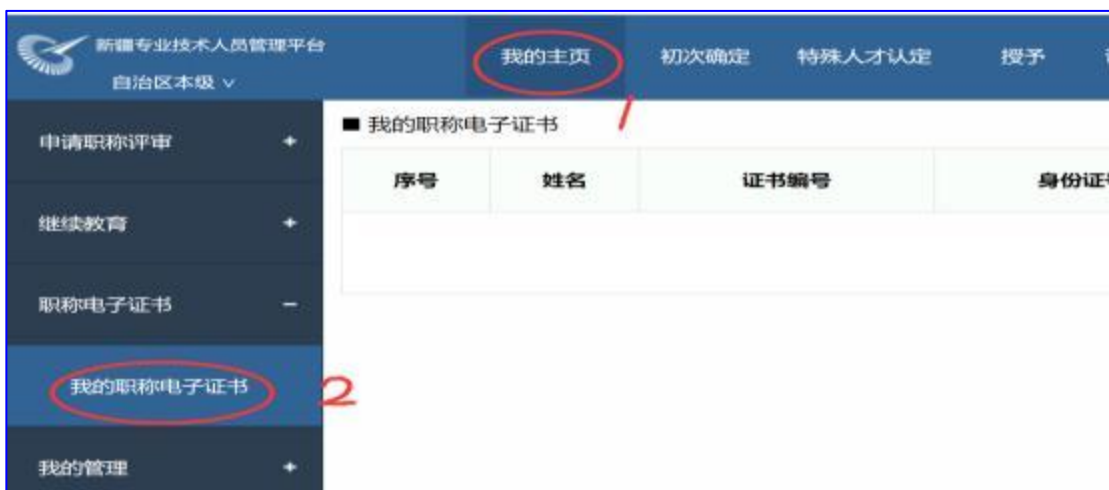 新疆专业技术人员管理平台
自治区本级
我的主页 初次确定 特殊人才认定 授予
1
申请职称评审 +
■ 我的职称电子证书
序号 姓名 证书编号 身份证
继续教育 +
职称电子证书 −
我的职称电子证书 2
我的管理 +